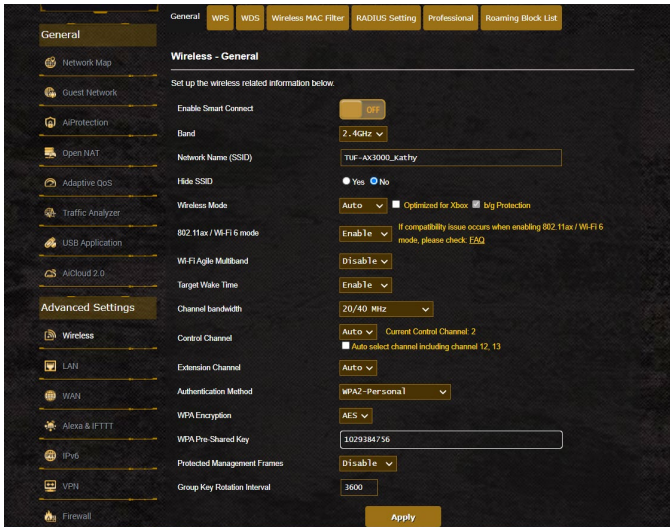 General WPS WDS Wireless MAC Filter RADIUS Setting Professional Roaming Block List
General
Network Map
Guest Network
AiProtection
Open NAT
Adaptive QoS
Traffic Analyzer
USB Application
AiCloud 2.0
Advanced Settings
Wireless
LAN
WAN
Alexa & IFTTT
IPv6
VPN
Firewall
Wireless - General
Set up the wireless related information below.
Enable Smart Connect OFF
Band 2.4GHz
Network Name (SSID) TUF-AX3000_Kathy
Hide SSID Yes No
Wireless Mode Auto Optimized for Xbox b/g Protection
802.11ax / Wi-Fi 6 mode Enable If compatibility issue occurs when enabling 802.11ax / Wi-Fi 6
mode, please check: FAQ
Wi-Fi Agile Multiband Disable
Target Wake Time Enable
Channel bandwidth 20/40 MHz
Control Channel Auto Current Control Channel: 2
Auto select channel including channel 12, 13
Extension Channel Auto
Authentication Method WPA2-Personal
WPA Encryption AES
WPA Pre-Shared Key 1029384756
Protected Management Frames Disable
Group Key Rotation Interval 3600
Apply